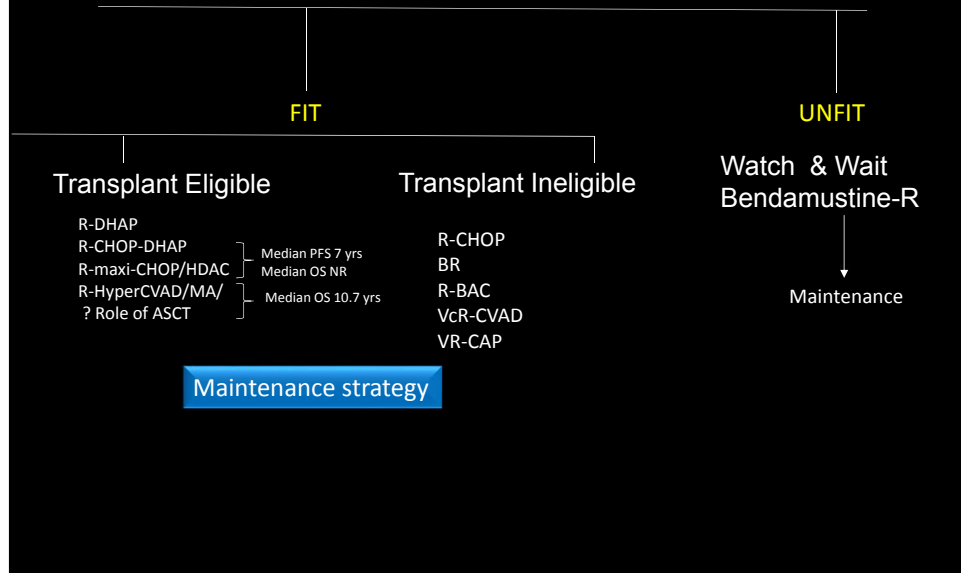 FIT
UNFIT
Transplant Eligible
R-DHAP
R-CHOP-DHAP
R-maxi-CHOP/HDAC
R-HyperCVAD/MA/
? Role of ASCT
Median PFS 7 yrs
Median OS NR
Median OS 10.7 yrs
Transplant Ineligible
R-CHOP
BR
R-BAC
VcR-CVAD
VR-CAP
Watch & Wait
Bendamustine-R
Maintenance
Maintenance strategy